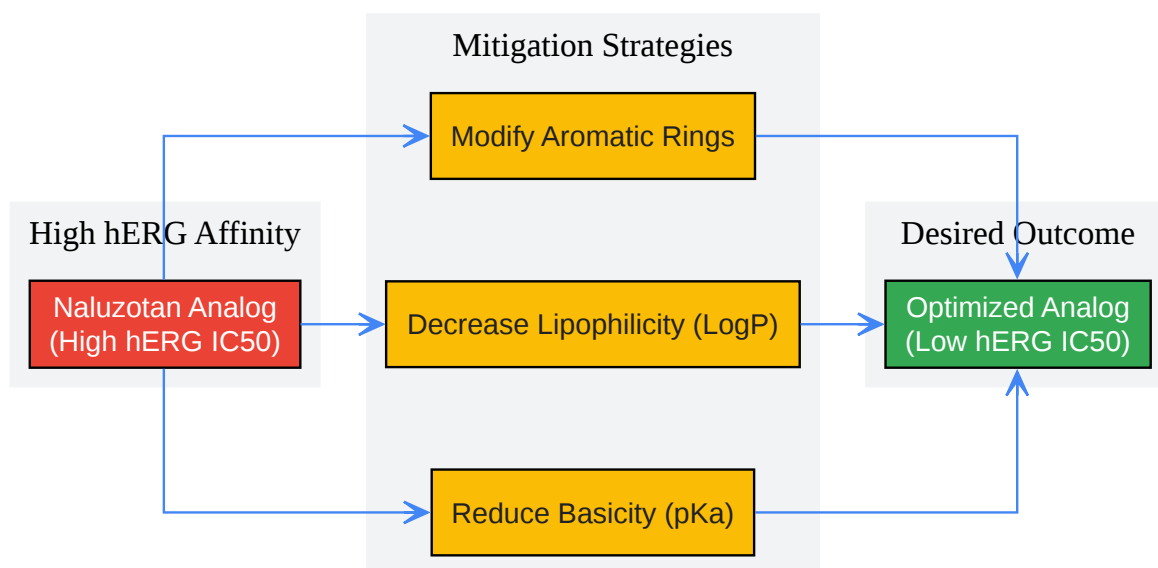 Mitigation Strategies
Modify Aromatic Rings
High hERG Affinity
Desired Outcome
Naluzotan Analog
(High hERG IC50)
Decrease Lipophilicity (LogP)
Optimized Analog
(Low hERG IC50)
Reduce Basicity (pKa)